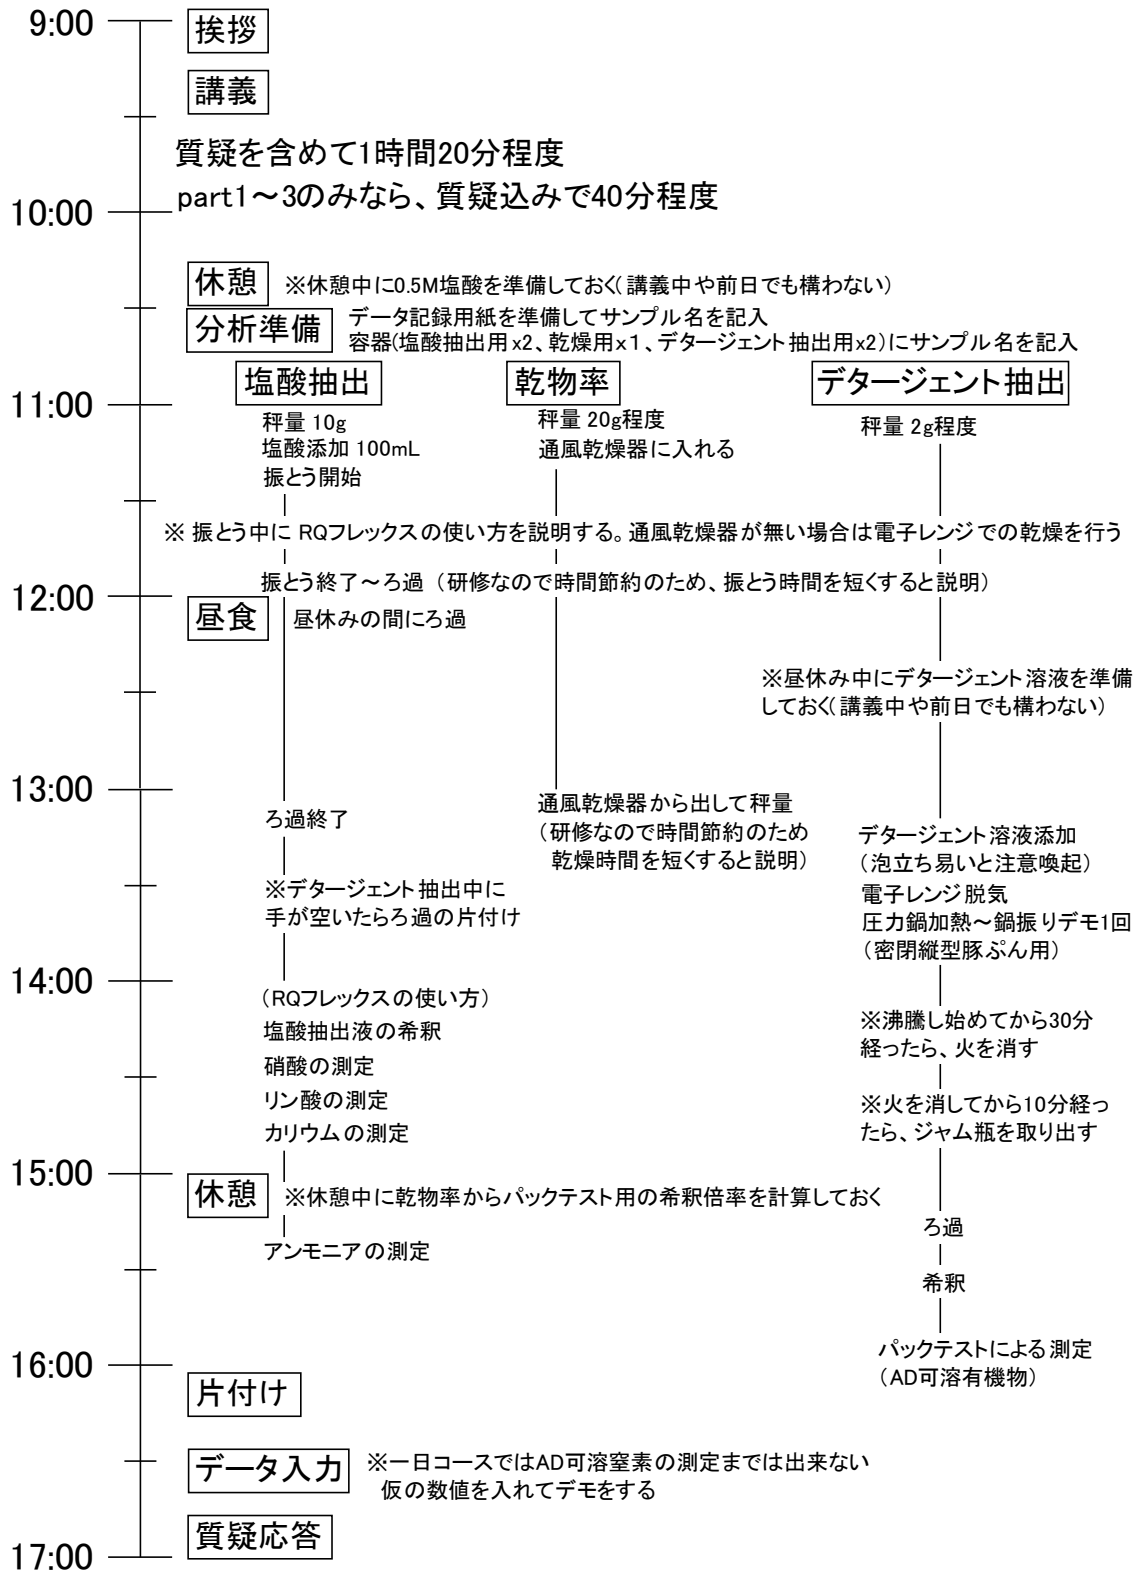 9:00
挨拶
講義
質疑を含めて1時間20分程度
part1～3のみなら、質疑込みで40分程度
10:00
休憩
※休憩中に0.5M塩酸を準備しておく(講義中や前日でも構わない)
分析準備
データ記録用紙を準備してサンプル名を記入
容器(塩酸抽出用x2、乾燥用x1、デタージェント抽出用x2)にサンプル名を記入
塩酸抽出
乾物率
デタージェント抽出
11:00
秤量 10g
塩酸添加 100mL
振とう開始
秤量 20g程度
通風乾燥器に入れる
秤量 2g程度
※ 振とう中に RQフレックスの使い方を説明する。通風乾燥器が無い場合は電子レンジでの乾燥を行う
振とう終了～ろ過 (研修なので時間節約のため、振とう時間を短くすると説明)
12:00
昼食
昼休みの間にろ過
※昼休み中にデタージェント溶液を準備
しておく(講義中や前日でも構わない)
13:00
ろ過終了
通風乾燥器から出して秤量
(研修なので時間節約のため
乾燥時間を短くすると説明)
デタージェント溶液添加
(泡立ち易いと注意喚起)
電子レンジ脱気
圧力鍋加熱～鍋振りデモ1回
(密閉縦型豚ぷん用)
※デタージェント抽出中に
手が空いたらろ過の片付け
14:00
(RQフレックスの使い方)
塩酸抽出液の希釈
硝酸の測定
リン酸の測定
カリウムの測定
※沸騰し始めてから30分
経ったら、火を消す
※火を消してから10分経っ
たら、ジャム瓶を取り出す
15:00
休憩
※休憩中に乾物率からパックテスト用の希釈倍率を計算しておく
アンモニアの測定
ろ過
希釈
パックテストによる測定
(AD可溶有機物)
16:00
片付け
データ入力
※一日コースではAD可溶窒素の測定までは出来ない
仮の数値を入れてデモをする
質疑応答
17:00